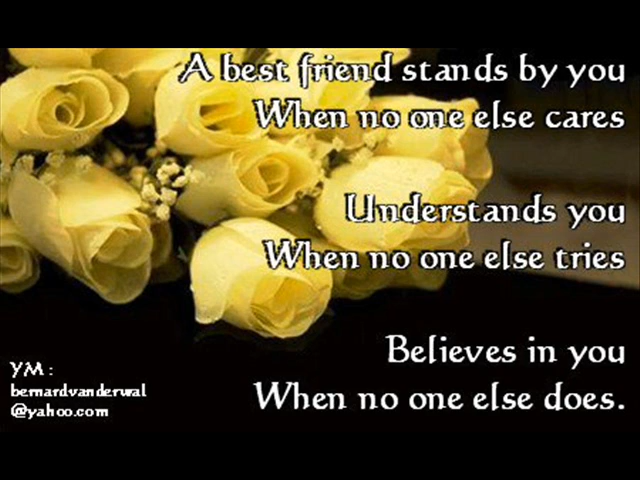 A best friend stands by you
When no one else cares
Understands you
When no one else tries
Believes in you
When no one else does.
YM :
bernardvanderwal
@yahoo.com